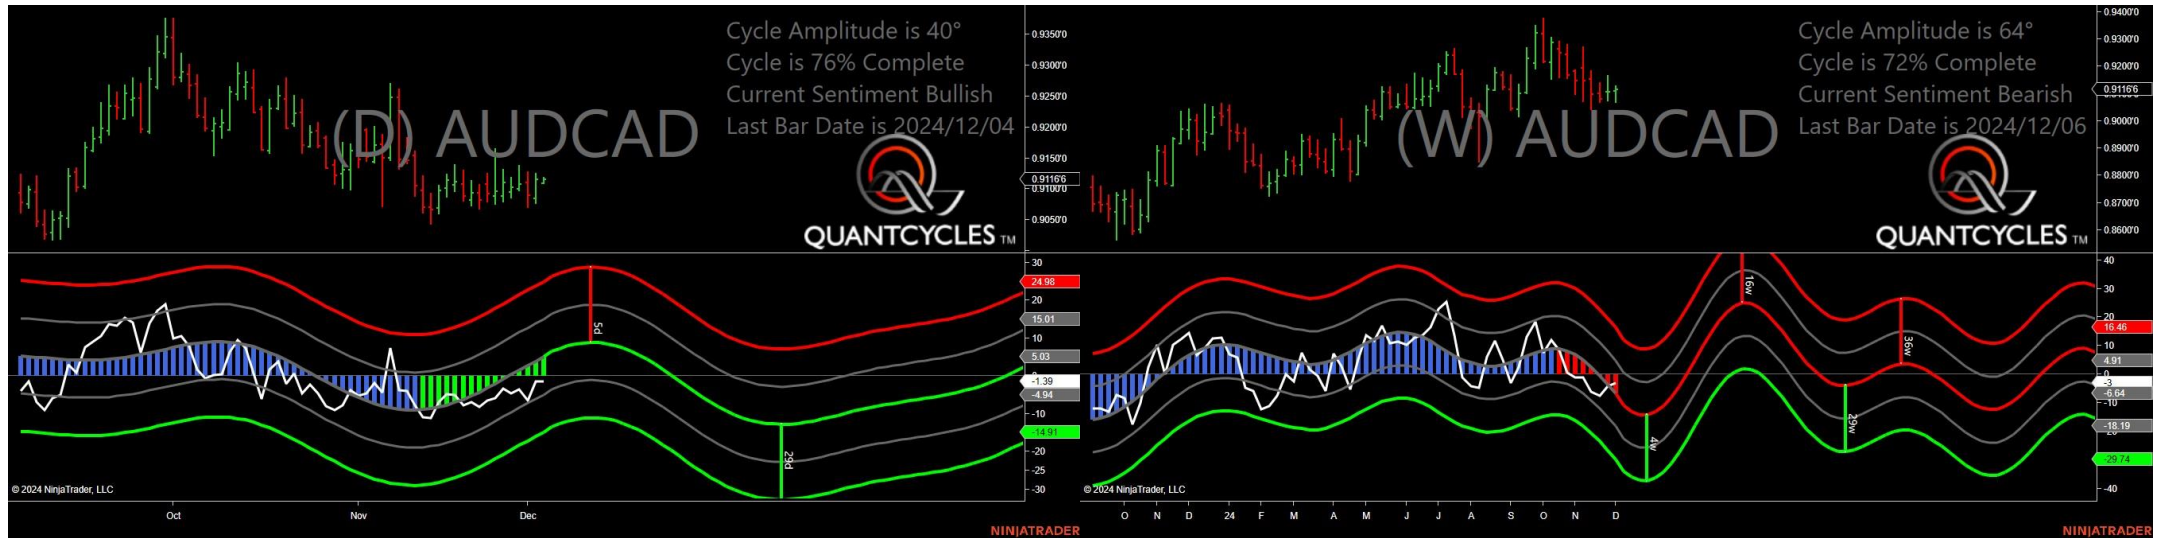 Cycle Amplitude is 40°
Cycle is 76% Complete
Current Sentiment Bullish
Last Bar Date is 2024/12/04
(D) AUDCAD
QUANTCYCLES TM
0.9350'0
0.9300'0
0.9250'0
0.9200'0
0.9150'0
0.9116'6
0.9100'0
0.9050'0
30
24.98
20
15.01
10
5.03
0
-1.39
-4.94
-10
-14.91
-20
-25
-30
5d
29d
© 2024 NinjaTrader, LLC
Oct Nov Dec
NINJATRADER
Cycle Amplitude is 64°
Cycle is 72% Complete
Current Sentiment Bearish
Last Bar Date is 2024/12/06
(W) AUDCAD
QUANTCYCLES TM
0.9400'0
0.9300'0
0.9200'0
0.9116'6
0.9000'0
0.8900'0
0.8800'0
0.8700'0
0.8600'0
40
30
20
16.46
10
4.91
0
-3
-6.64
-10
-18.19
-29.74
-40
16w
36w
4w
29w
© 2024 NinjaTrader, LLC
O N D 24 F M A M J J A S O N D
NINJATRADER